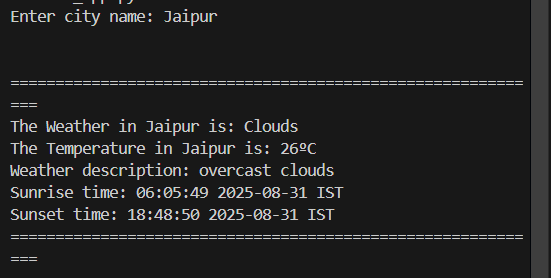 Enter city name: Jaipur
=========================================================
===
The Weather in Jaipur is: Clouds
The Temperature in Jaipur is: 26ºC
Weather description: overcast clouds
Sunrise time: 06:05:49 2025-08-31 IST
Sunset time: 18:48:50 2025-08-31 IST
=========================================================
===